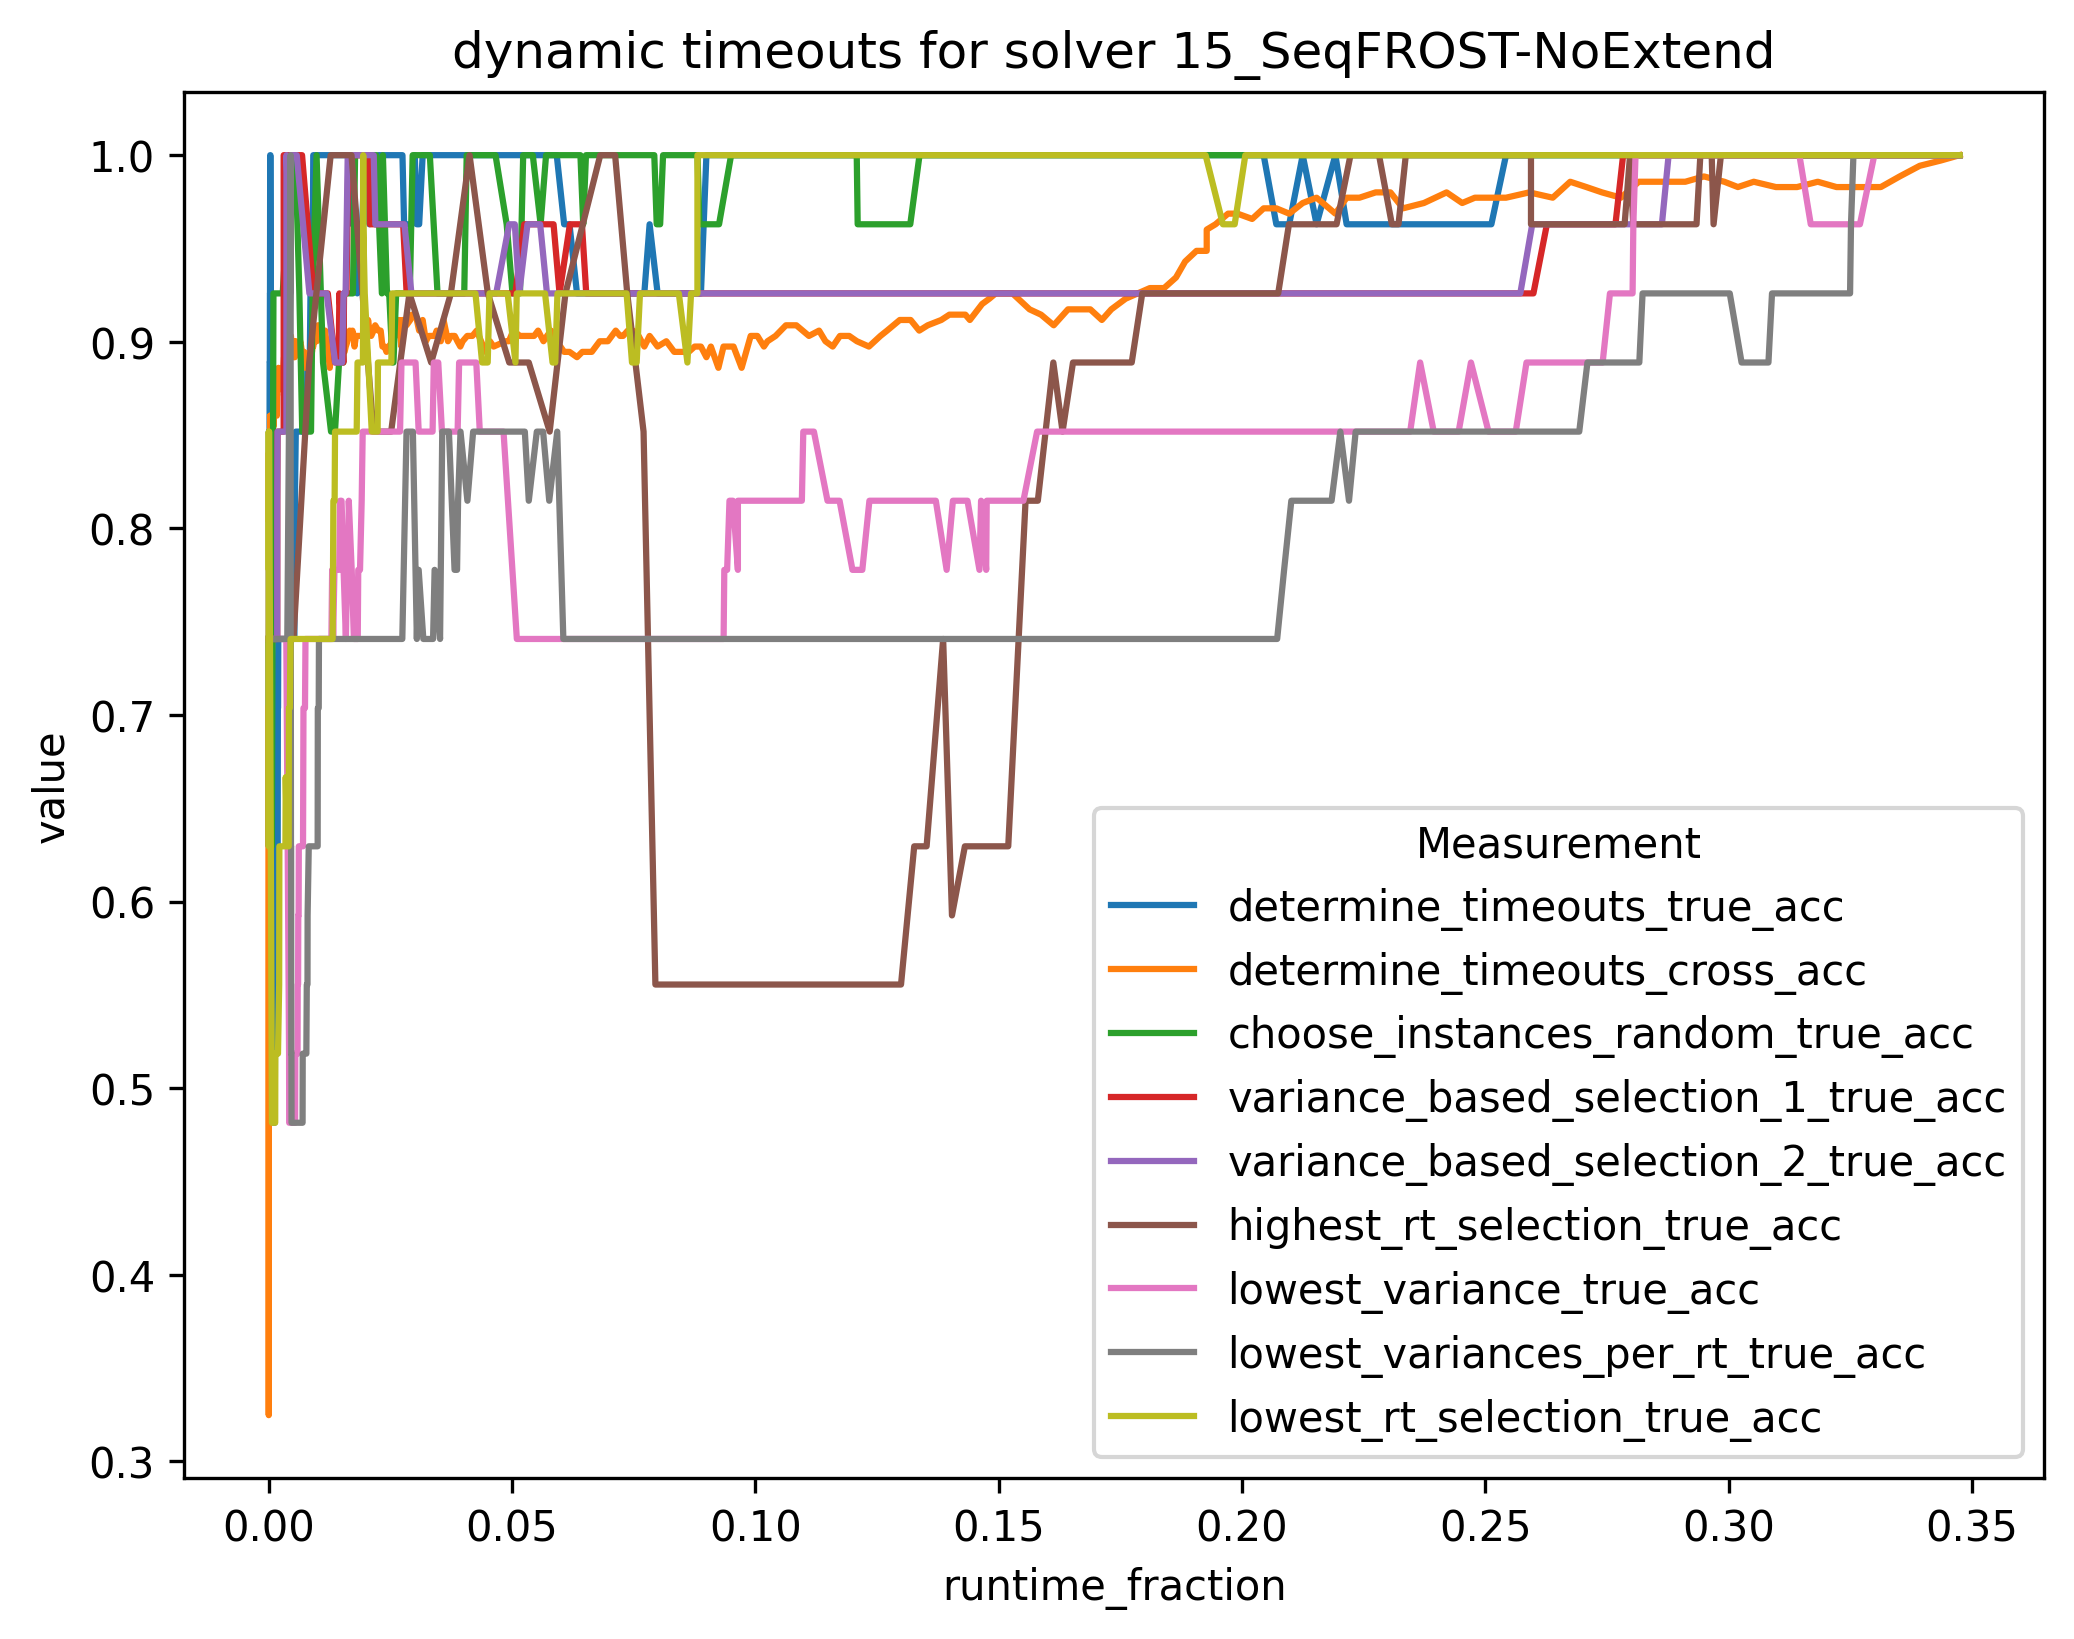 dynamic timeouts for solver 15_SeqFROST-NoExtend
value
1.0
0.9
0.8
0.7
0.6
0.5
0.4
0.3
Measurement
determine_timeouts_true_acc
determine_timeouts_cross_acc
choose_instances_random_true_acc
variance_based_selection_1_true_acc
variance_based_selection_2_true_acc
highest_rt_selection_true_acc
lowest_variance_true_acc
lowest_variances_per_rt_true_acc
lowest_rt_selection_true_acc
0.00 0.05 0.10 0.15 0.20 0.25 0.30 0.35
runtime_fraction